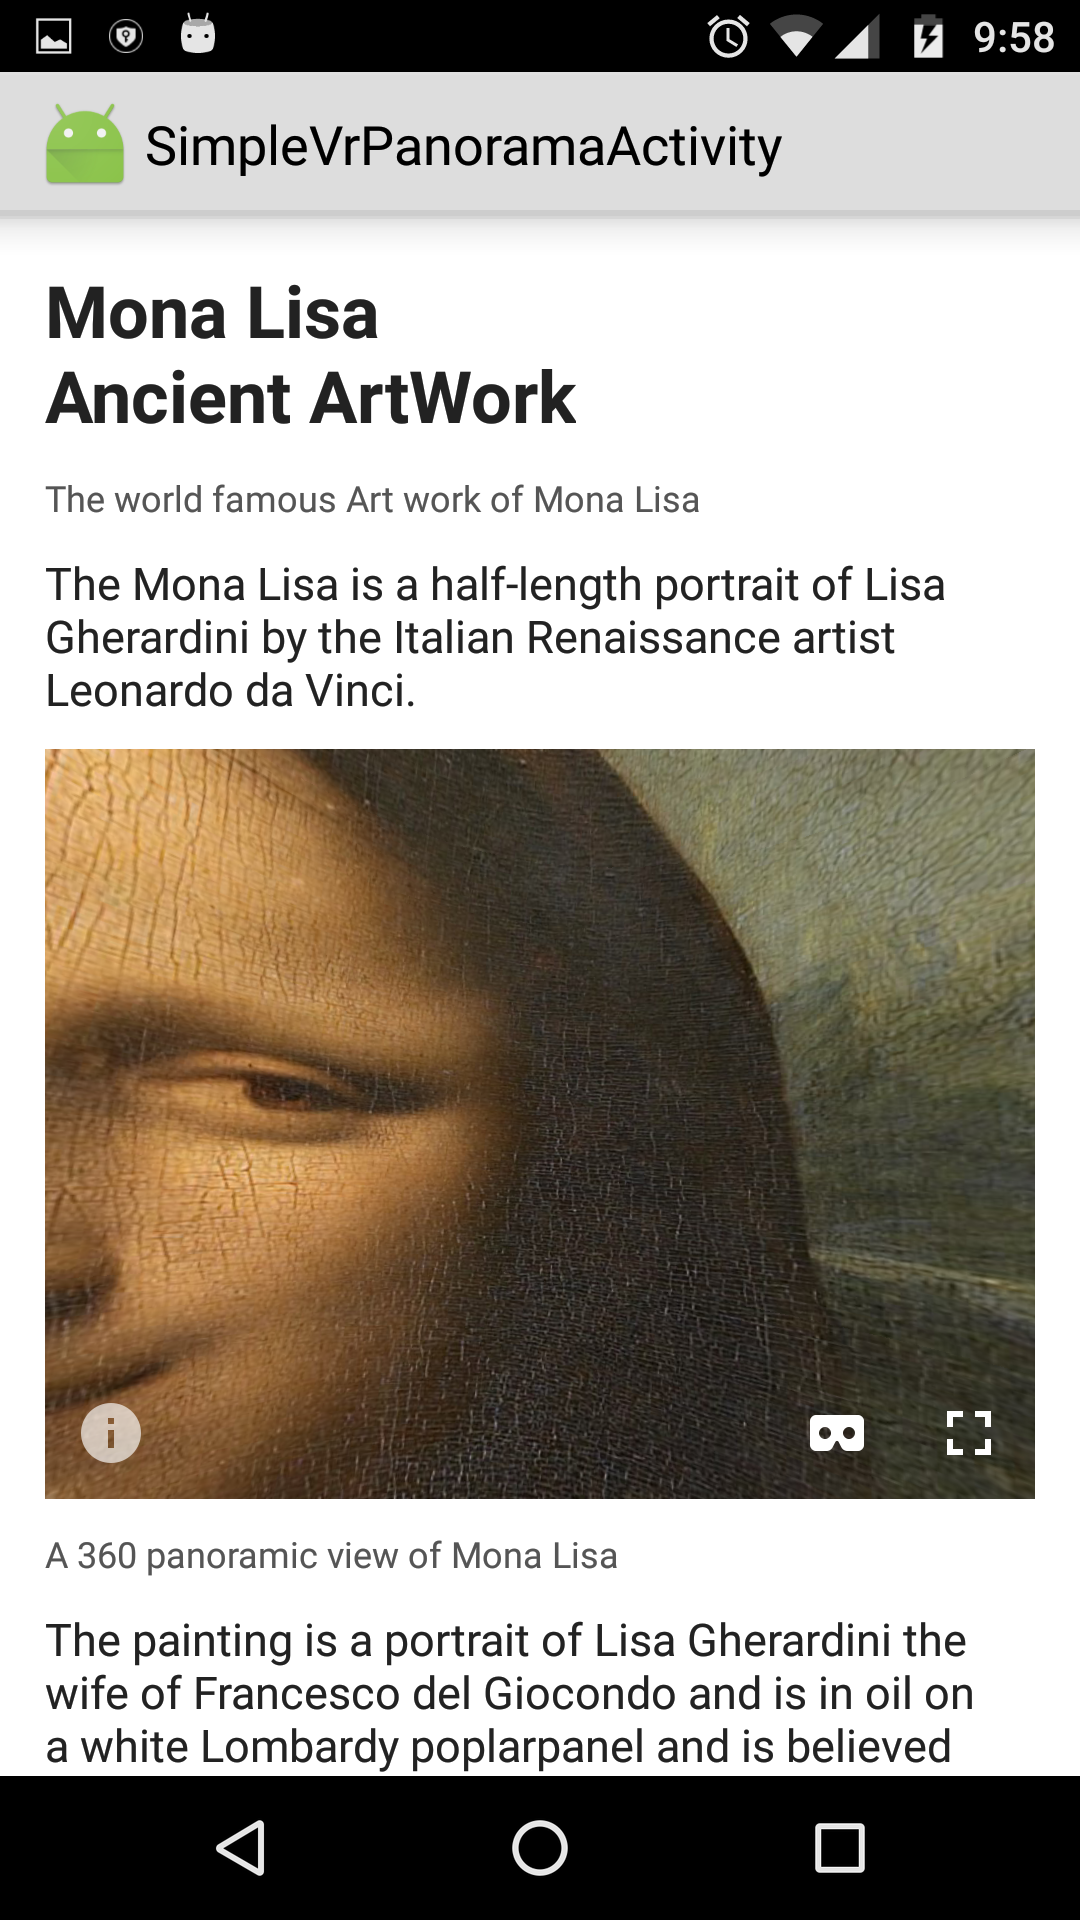 9:58
SimpleVrPanoramaActivity
Mona Lisa
Ancient ArtWork
The world famous Art work of Mona Lisa
The Mona Lisa is a half-length portrait of Lisa
Gherardini by the Italian Renaissance artist
Leonardo da Vinci.
A 360 panoramic view of Mona Lisa
The painting is a portrait of Lisa Gherardini the
wife of Francesco del Giocondo and is in oil on
a white Lombardy poplarpanel and is believed